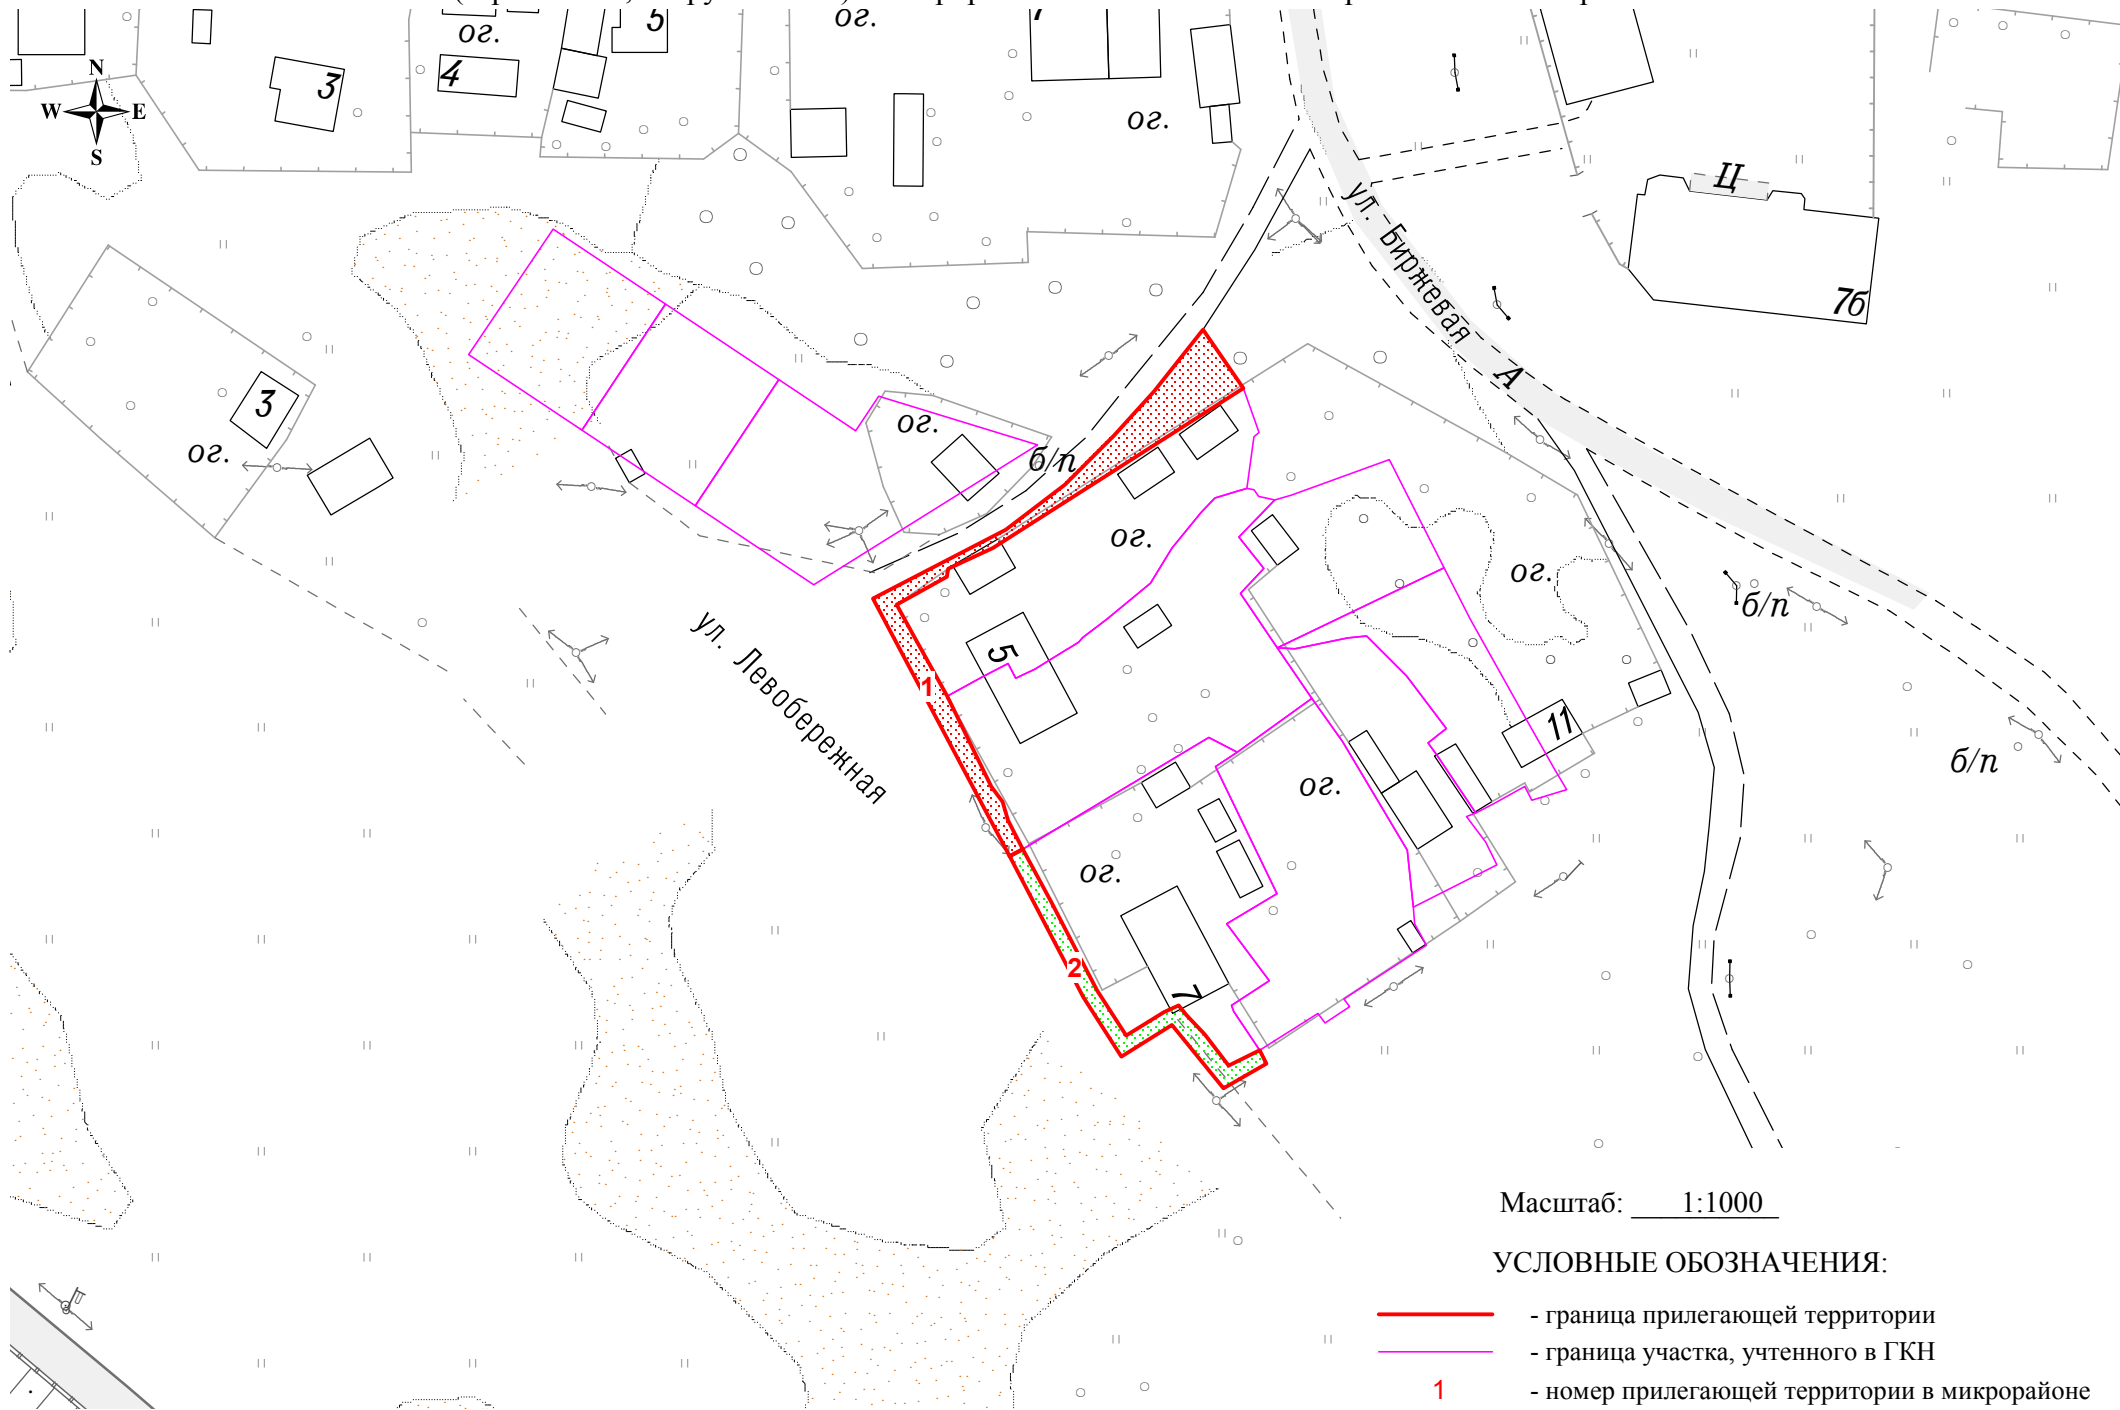 5
ог.
ог.
N
W E
S
3
4
ог.
Ц
ул. Биржевая
7б
А
3
ог.
ог.
б/п
ог.
ог.
б/п
ул. Левобережная
5
1
11
б/п
ог.
ог.
2
7
Масштаб: 1:1000
УСЛОВНЫЕ ОБОЗНАЧЕНИЯ:
- граница прилегающей территории
- граница участка, учтенного в ГКН
1 - номер прилегающей территории в микрорайоне